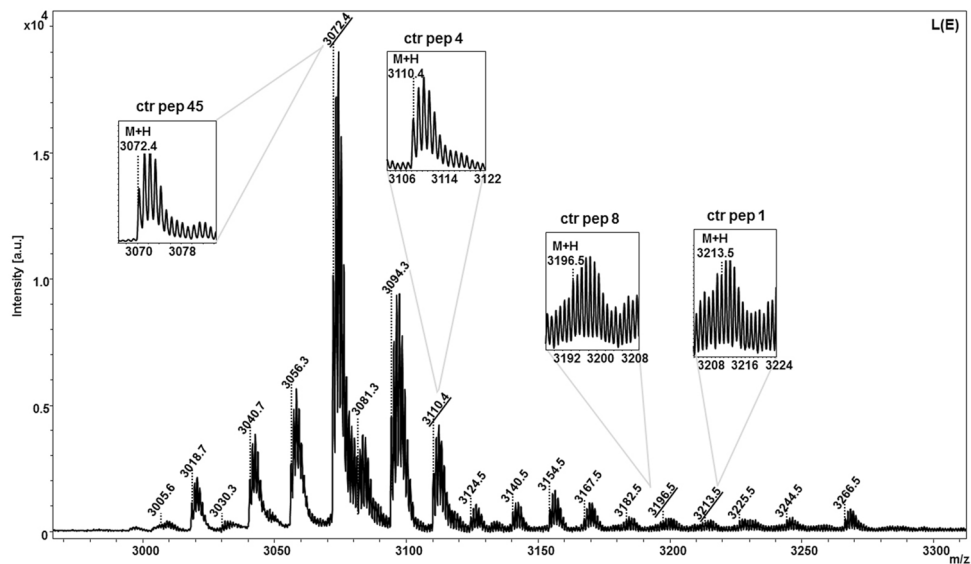 x10⁴
L(E)
3072.4
ctr pep 4
M+H
3110.4
3106 3114 3122
ctr pep 45
M+H
3072.4
3070 3078
ctr pep 8
M+H
3196.5
3192 3200 3208
ctr pep 1
M+H
3213.5
3208 3216 3224
Intensity [a.u.]
1.5
1.0
0.5
0
3005.6
3018.7
3030.3
3040.7
3056.3
3081.3
3094.3
3110.4
3124.5
3140.5
3154.5
3167.5
3182.5
3196.5
3213.5
3225.5
3244.5
3266.5
3000 3050 3100 3150 3200 3250 3300
m/z